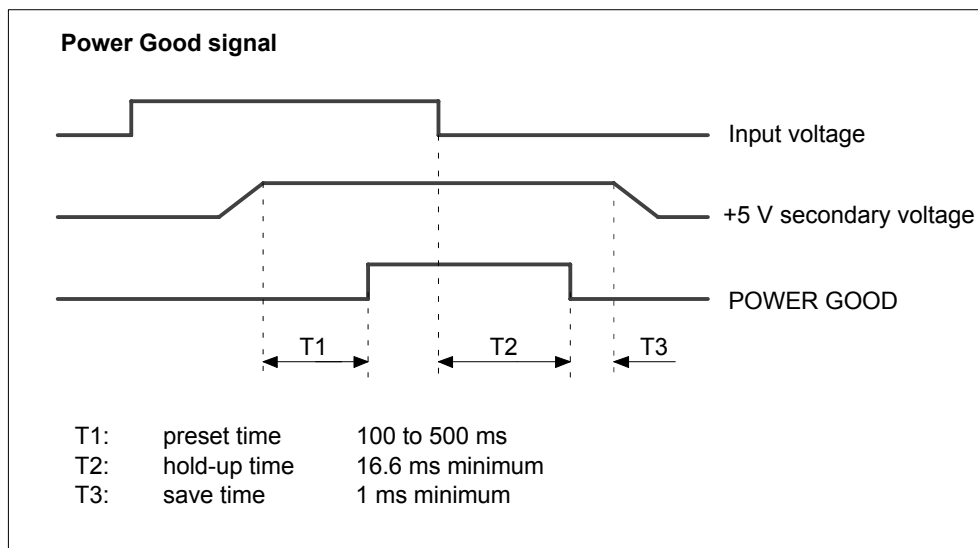 Power Good signal
Input voltage
+5 V secondary voltage
POWER GOOD
T1 T2 T3
T1: preset time 100 to 500 ms
T2: hold-up time 16.6 ms minimum
T3: save time 1 ms minimum